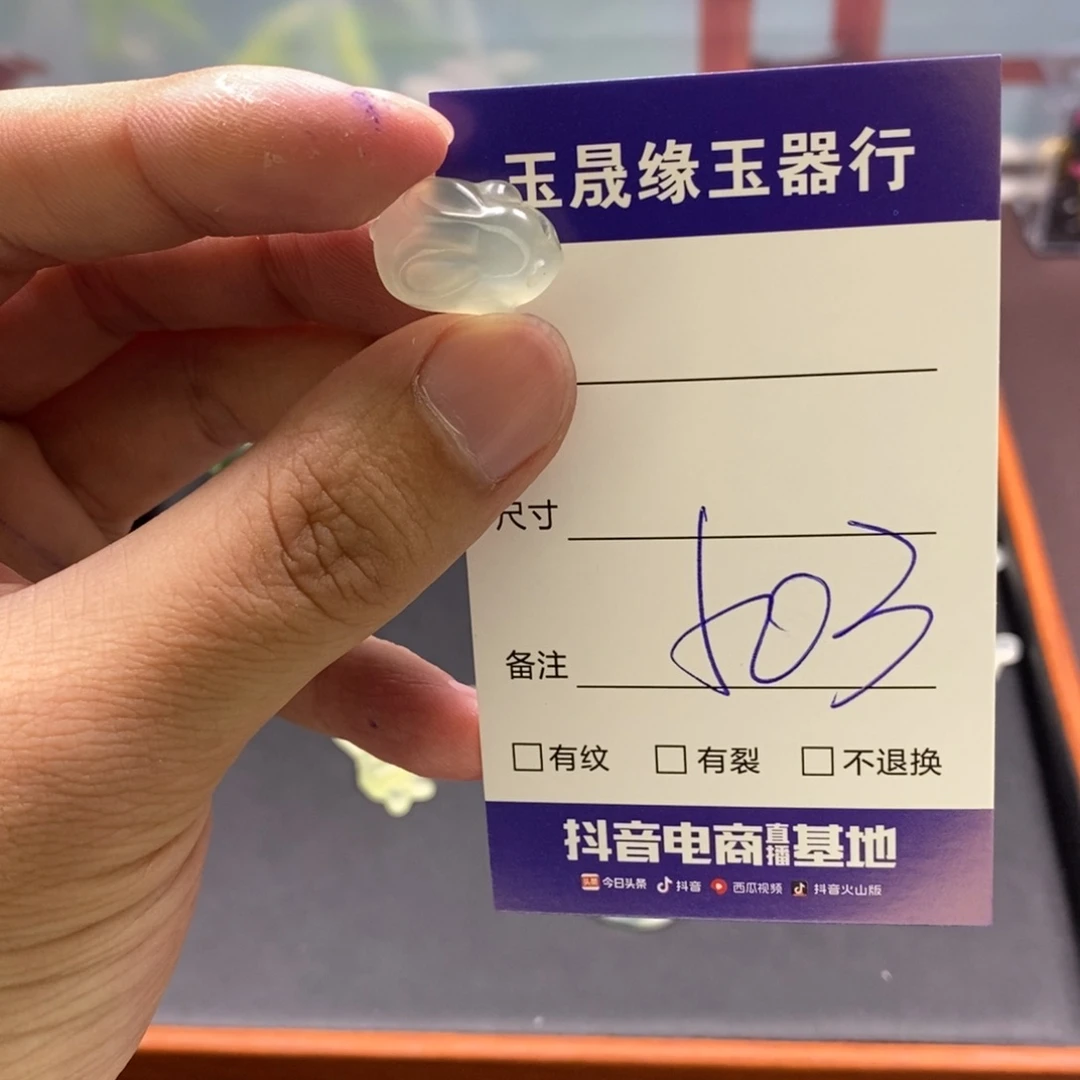 玉晟缘玉器行
尺寸
备注
□有纹 □有裂 □不退换
抖音电商直播基地
头条 今日头条 抖音 西瓜视频 抖音火山版